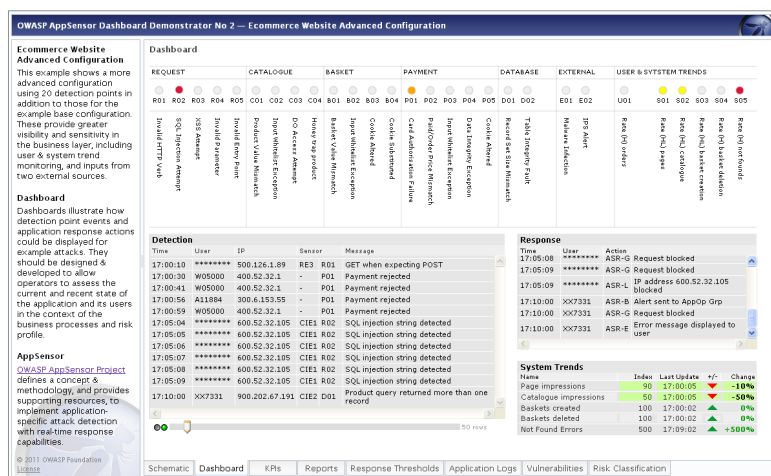 OWASP AppSensor Dashboard Demonstrator No 2 — Ecommerce Website Advanced Configuration
Ecommerce Website
Advanced Configuration
This example shows a more
advanced configuration
using 20 detection points in
addition to those for the
example base configuration.
These provide greater
visibility and sensitivity in
the business layer, including
user & system trend
monitoring, and inputs from
two external sources.
Dashboard
Dashboards illustrate how
detection point events and
application response actions
could be displayed for
example attacks. They
should be designed &
developed to allow
operators to assess the
current and recent state of
the application and its users
in the context of the
business processes and risk
profile.
AppSensor
OWASP AppSensor Project
defines a concept &
methodology, and provides
supporting resources, to
implement application-
specific attack detection
with real-time response
capabilities.
© 2011 OWASP Foundation
License
Dashboard
REQUEST CATALOGUE BASKET PAYMENT DATABASE EXTERNAL USER & SYTSTEM TRENDS
R01 R02 R03 R04 R05 C01 C02 C03 C04 B01 B02 B03 B04 P01 P02 P03 P04 P05 D01 D02 E01 E02 U01 S01 S02 S03 S04 S05
Invalid HTTP Verb
SQL Injection Attempt
XSS Attempt
Invalid Parameter
Invalid Entry Point
Product Value Mismatch
Input Whitelist Exception
DO Access Attempt
Honey trap product
Basket Value Mismatch
Input Whitelist Exception
Cookie Altered
Cookie Substituted
Card Authorisation Failure
Paid/Order Price Mismatch
Input Whitelist Exception
Data Integrity Exception
Cookie Altered
Record Set Size Mismatch
Table Integrity Fault
Malware Infection
IPS Alert
Rate (H) orders
Rate (HL) pages
Rate (HL) catalogue
Rate (HL) basket creation
Rate (H) basket deletion
Rate (H) not founds
Detection
Time User IP Sensor Message
17:00:10 ******** 500.126.1.89 RE3 R01 GET when expecting POST
17:00:30 W05000 400.52.32.1 - P01 Payment rejected
17:00:41 W05000 400.52.32.1 - P01 Payment rejected
17:00:56 A11884 300.6.153.55 - P01 Payment rejected
17:00:59 W05000 400.52.32.1 - P01 Payment rejected
17:05:04 ******** 600.52.32.105 CIE1 R02 SQL injection string detected
17:05:05 ******** 600.52.32.105 CIE1 R02 SQL injection string detected
17:05:06 ******** 600.52.32.105 CIE1 R02 SQL injection string detected
17:05:07 ******** 600.52.32.105 CIE1 R02 SQL injection string detected
17:05:08 ******** 600.52.32.105 CIE1 R02 SQL injection string detected
17:05:09 ******** 600.52.32.105 CIE1 R02 SQL injection string detected
17:10:00 XX7331 900.202.67.191 CIE2 D01 Product query returned more than one
record
50 rows
Response
Time User Action
17:05:08 ******** ASR-G Request blocked
17:05:09 ******** ASR-G Request blocked
17:05:09 ******** ASR-L IP address 600.52.32.105
blocked
17:10:00 XX7331 ASR-B Alert sent to AppOp Grp
17:10:00 XX7331 ASR-G Request blocked
17:10:00 XX7331 ASR-E Error message displayed to
user
System Trends
Name Index Last Update +/- Change
Page impressions 90 17:00:05 -10%
Catalogue impressions 50 17:00:05 -50%
Baskets created 100 17:00:02 0%
Baskets deleted 100 17:00:02 0%
Not Found Errors 500 17:09:02 +500%
Schematic Dashboard KPIs Reports Response Thresholds Application Logs Vulnerabilities Risk Classification